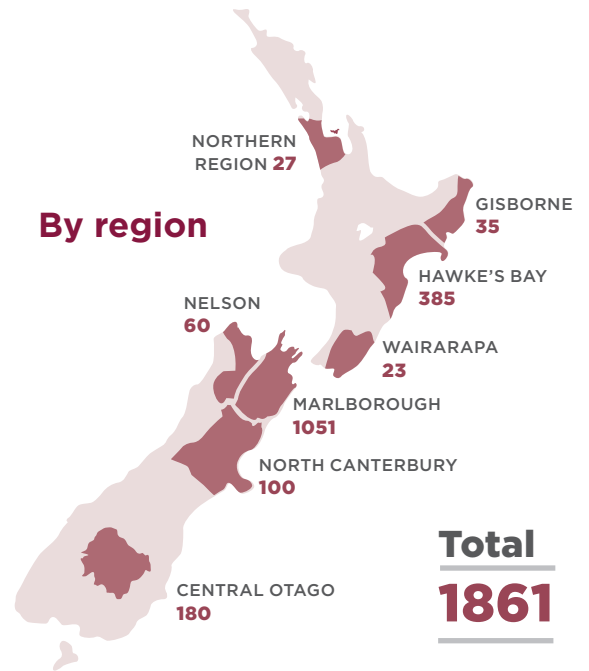 NORTHERN
REGION 27
By region
GISBORNE
35
HAWKE'S BAY
385
NELSON
60
WAIRARAPA
23
MARLBOROUGH
1051
NORTH CANTERBURY
100
CENTRAL OTAGO
180
Total
1861